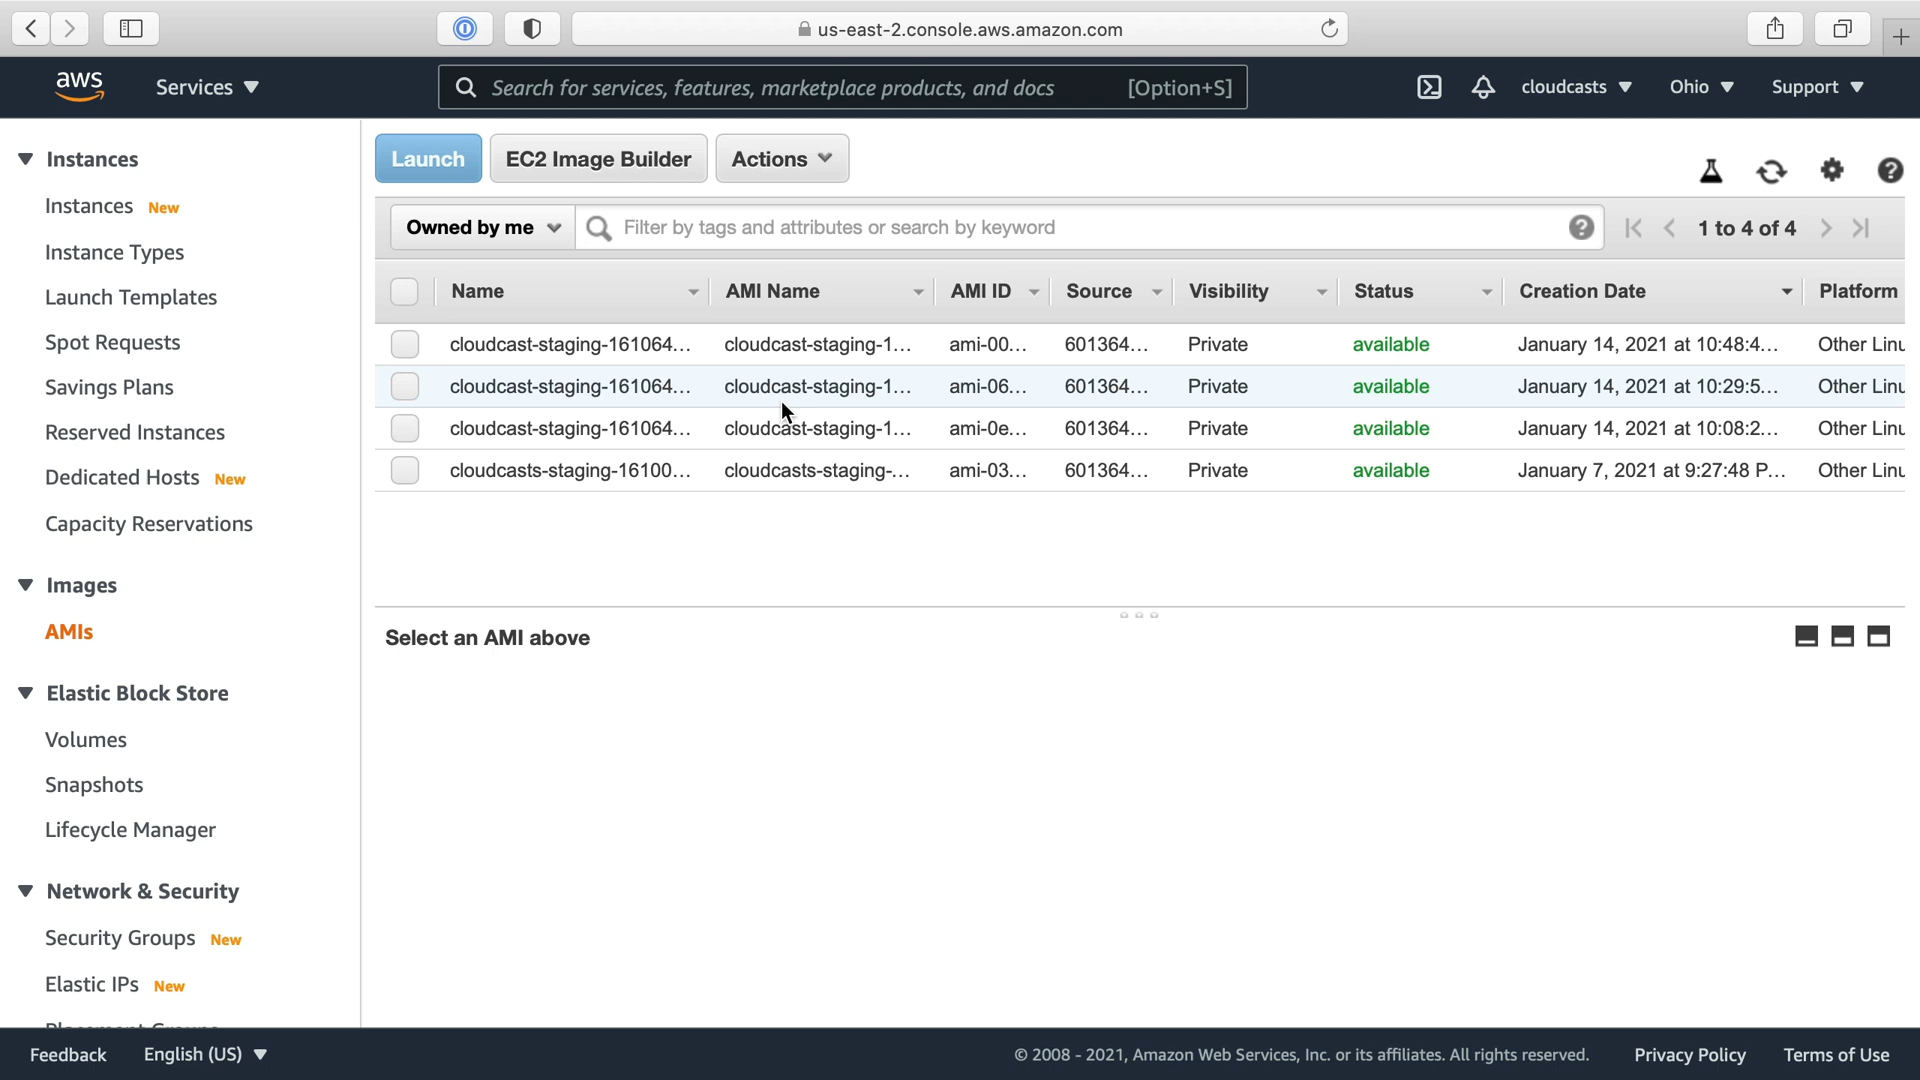 us-east-2.console.aws.amazon.com
aws
Services
Search for services, features, marketplace products, and docs [Option+S]
cloudcasts
Ohio
Support
Instances
Instances New
Instance Types
Launch Templates
Spot Requests
Savings Plans
Reserved Instances
Dedicated Hosts New
Capacity Reservations
Images
AMIs
Elastic Block Store
Volumes
Snapshots
Lifecycle Manager
Network & Security
Security Groups New
Elastic IPs New
Launch EC2 Image Builder Actions
Owned by me Filter by tags and attributes or search by keyword 1 to 4 of 4
Name AMI Name AMI ID Source Visibility Status Creation Date Platform
cloudcast-staging-161064... cloudcast-staging-1... ami-00... 601364... Private available January 14, 2021 at 10:48:4... Other Linu
cloudcast-staging-161064... cloudcast-staging-1... ami-06... 601364... Private available January 14, 2021 at 10:29:5... Other Linu
cloudcast-staging-161064... cloudcast-staging-1... ami-0e... 601364... Private available January 14, 2021 at 10:08:2... Other Linu
cloudcasts-staging-16100... cloudcasts-staging-... ami-03... 601364... Private available January 7, 2021 at 9:27:48 P... Other Linu
Select an AMI above
Feedback English (US) © 2008 - 2021, Amazon Web Services, Inc. or its affiliates. All rights reserved. Privacy Policy Terms of Use